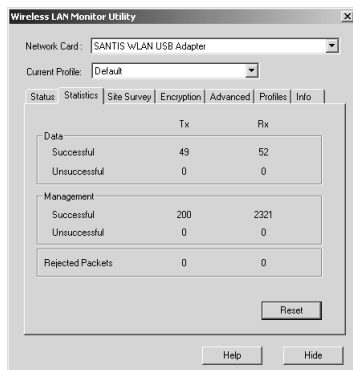 Wireless LAN Monitor Utility
Network Card : SANTIS WLAN USB Adapter
Current Profile: Default
Status Statistics Site Survey Encryption Advanced Profiles Info
Tx Rx
Data
Successful 49 52
Unsuccessful 0 0
Management
Successful 200 2321
Unsuccessful 0 0
Rejected Packets 0 0
Reset
Help Hide